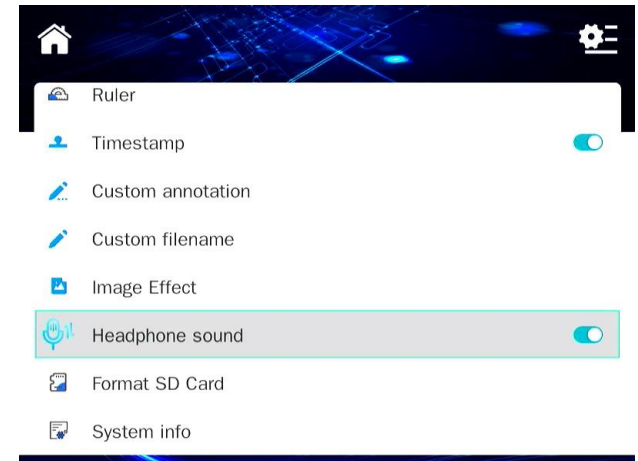 Ruler
Timestamp
Custom annotation
Custom filename
Image Effect
Headphone sound
Format SD Card
System info